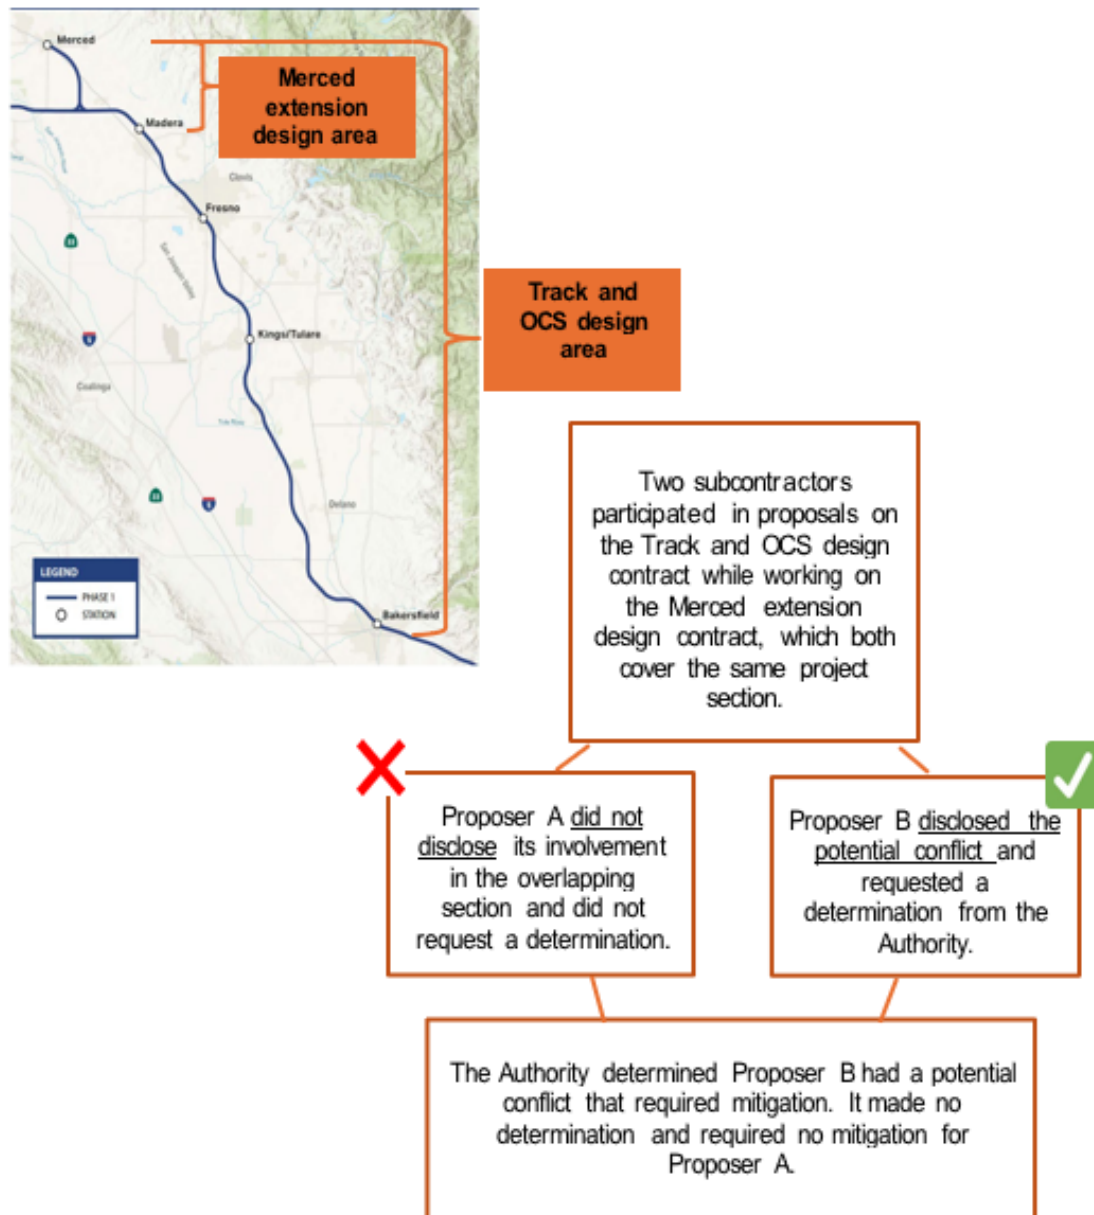 Merced
Merced
extension
design area
Madera
Clovis
Fresno
San Joaquin Valley
Track and
OCS design
area
Kings/Tulare
Coalinga
Delano
LEGEND
PHASE 1
STATION
Bakersfield
Two subcontractors
participated in proposals on
the Track and OCS design
contract while working on
the Merced extension
design contract, which both
cover the same project
section.
Proposer A did not
disclose its involvement
in the overlapping
section and did not
request a determination.
Proposer B disclosed the
potential conflict and
requested a
determination from the
Authority.
The Authority determined Proposer B had a potential
conflict that required mitigation. It made no
determination and required no mitigation for
Proposer A.